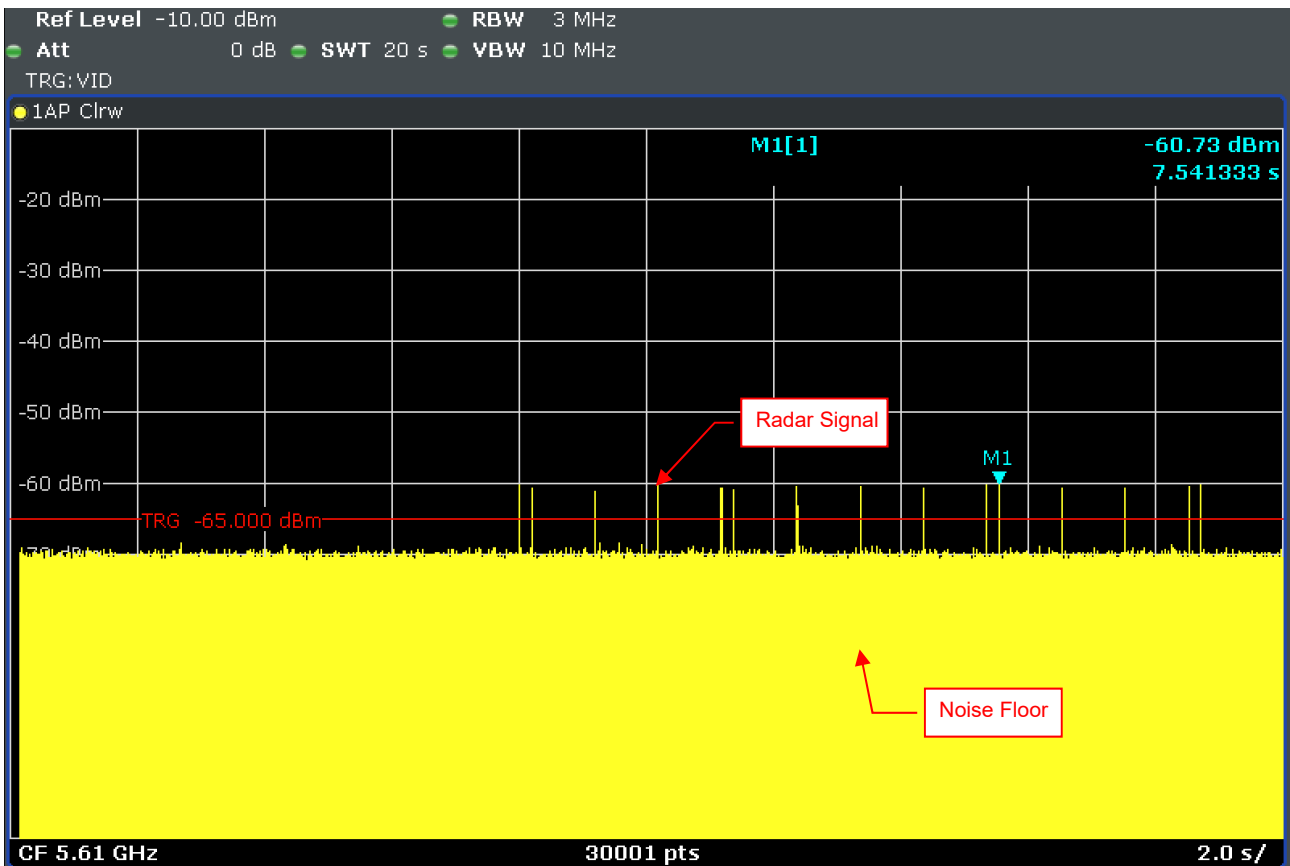 Ref Level -10.00 dBm RBW 3 MHz
Att 0 dB SWT 20 s VBW 10 MHz
TRG:VID
1AP Clrw
M1[1] -60.73 dBm
7.541333 s
-20 dBm
-30 dBm
-40 dBm
-50 dBm
Radar Signal
M1
-60 dBm
TRG -65.000 dBm
Noise Floor
CF 5.61 GHz 30001 pts 2.0 s/